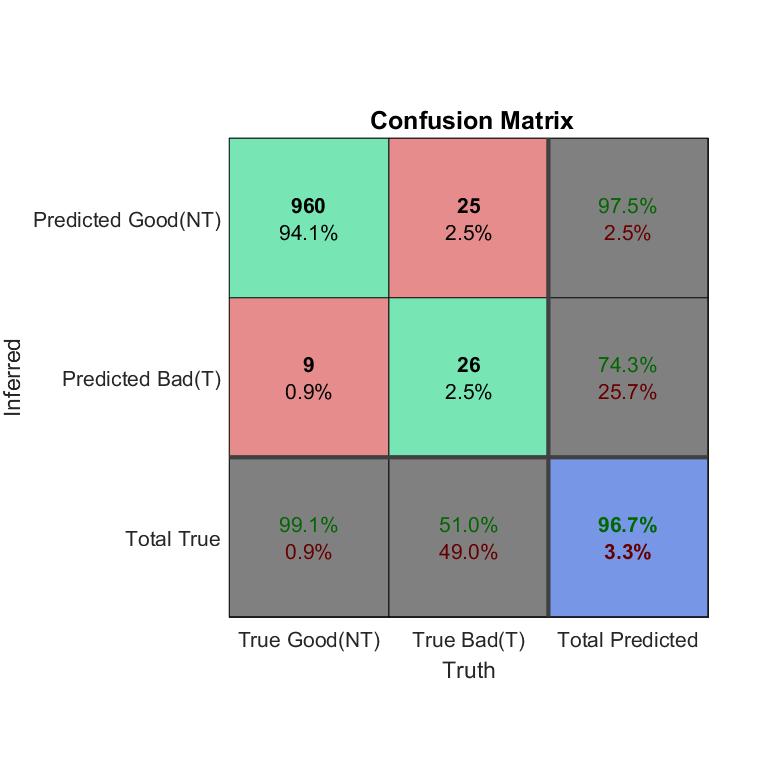 Confusion Matrix
Predicted Good(NT)
960
94.1%
25
2.5%
97.5%
2.5%
Inferred
Predicted Bad(T)
9
0.9%
26
2.5%
74.3%
25.7%
Total True
99.1%
0.9%
51.0%
49.0%
96.7%
3.3%
True Good(NT)
True Bad(T)
Total Predicted
Truth